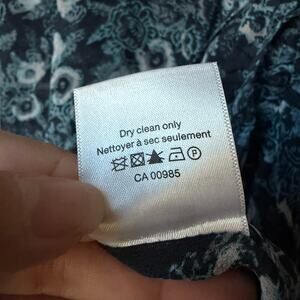 Dry clean only
Nettoyer à sec seulement
P
CA 00985